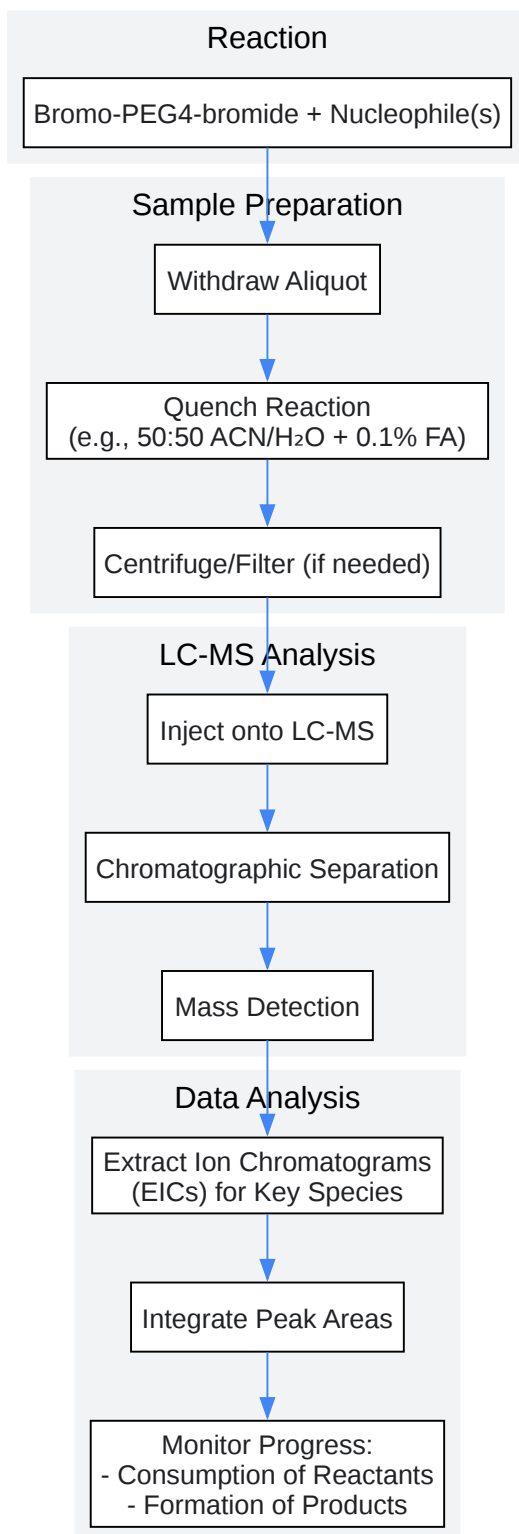 Reaction
Bromo-PEG4-bromide + Nucleophile(s)
Sample Preparation
Withdraw Aliquot
Quench Reaction
(e.g., 50:50 ACN/H₂O + 0.1% FA)
Centrifuge/Filter (if needed)
LC-MS Analysis
Inject onto LC-MS
Chromatographic Separation
Mass Detection
Data Analysis
Extract Ion Chromatograms
(EICs) for Key Species
Integrate Peak Areas
Monitor Progress:
- Consumption of Reactants
- Formation of Products